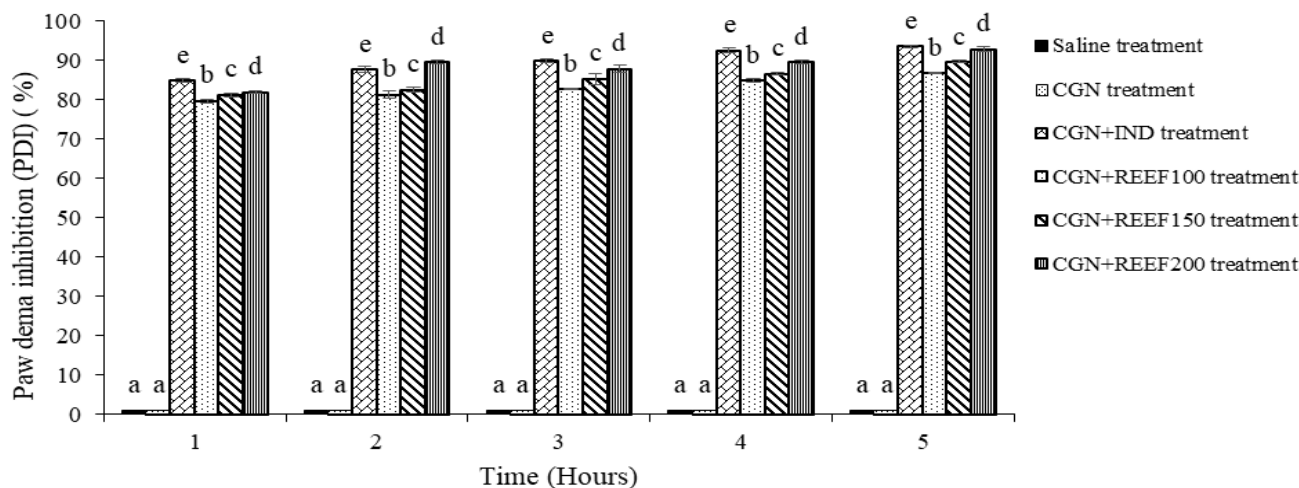 Paw dema inhibition (PDI) ( %)
100
90
80
70
60
50
40
30
20
10
0
a a e b c d
a a e b c d
a a e b c d
a a e b c d
a a e b c d
1 2 3 4 5
Time (Hours)
Saline treatment
CGN treatment
CGN+IND treatment
CGN+REEF100 treatment
CGN+REEF150 treatment
CGN+REEF200 treatment